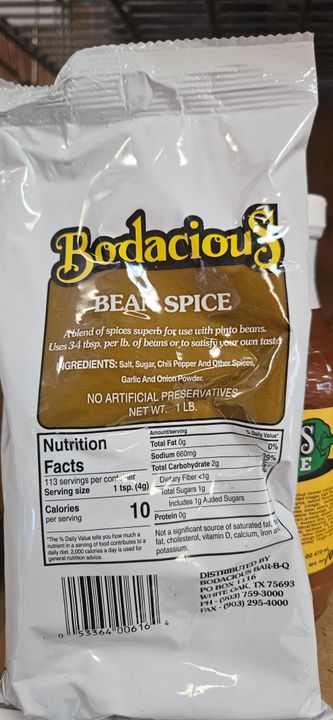 Bodacious
BEAN SPICE
A blend of spices superb for use with pinto beans.
Uses 3-4 tbsp. per lb. of beans or to satisfy your own taste
INGREDIENTS: Salt, Sugar, Chili Pepper And Other Spices,
Garlic And Onion Powder.
NO ARTIFICIAL PRESERVATIVES
NET WT. 1 LB.
Nutrition
Facts
113 servings per container
Serving size 1 tsp. (4g)
Calories
per serving 10
*The % Daily Value tells you how much a
nutrient in a serving of food contributes to a
daily diet. 2,000 calories a day is used for
general nutrition advice.
Amount/serving % Daily Value*
Total Fat 0g 0%
Sodium 660mg 29%
Total Carbohydrate 2g
Dietary Fiber <1g
Total Sugars 1g
Includes 1g Added Sugars
Protein 0g
Not a significant source of saturated fat,
fat, cholesterol, vitamin D, calcium, iron
potassium.
DISTRIBUTED BY
BODACIOUS BAR-B-Q
PO BOX 1116
WHITE OAK, TX 75693
PH - (903) 759-3000
FAX - (903) 295-4000
0 53364 00616 4